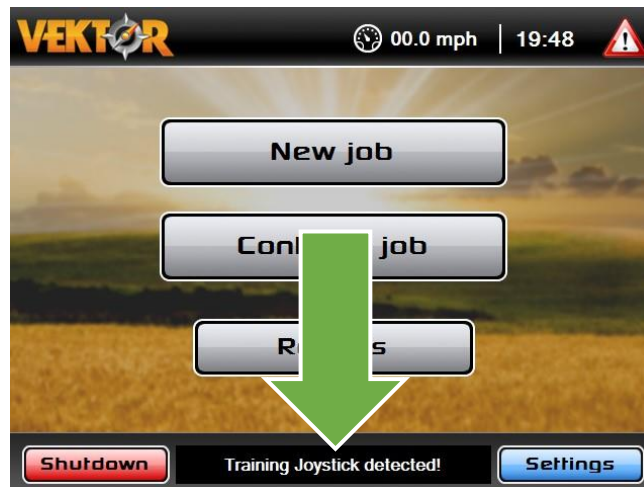 VEKTOR
00.0 mph
19:48
New job
job
Shutdown
Training Joystick detected!
Settings